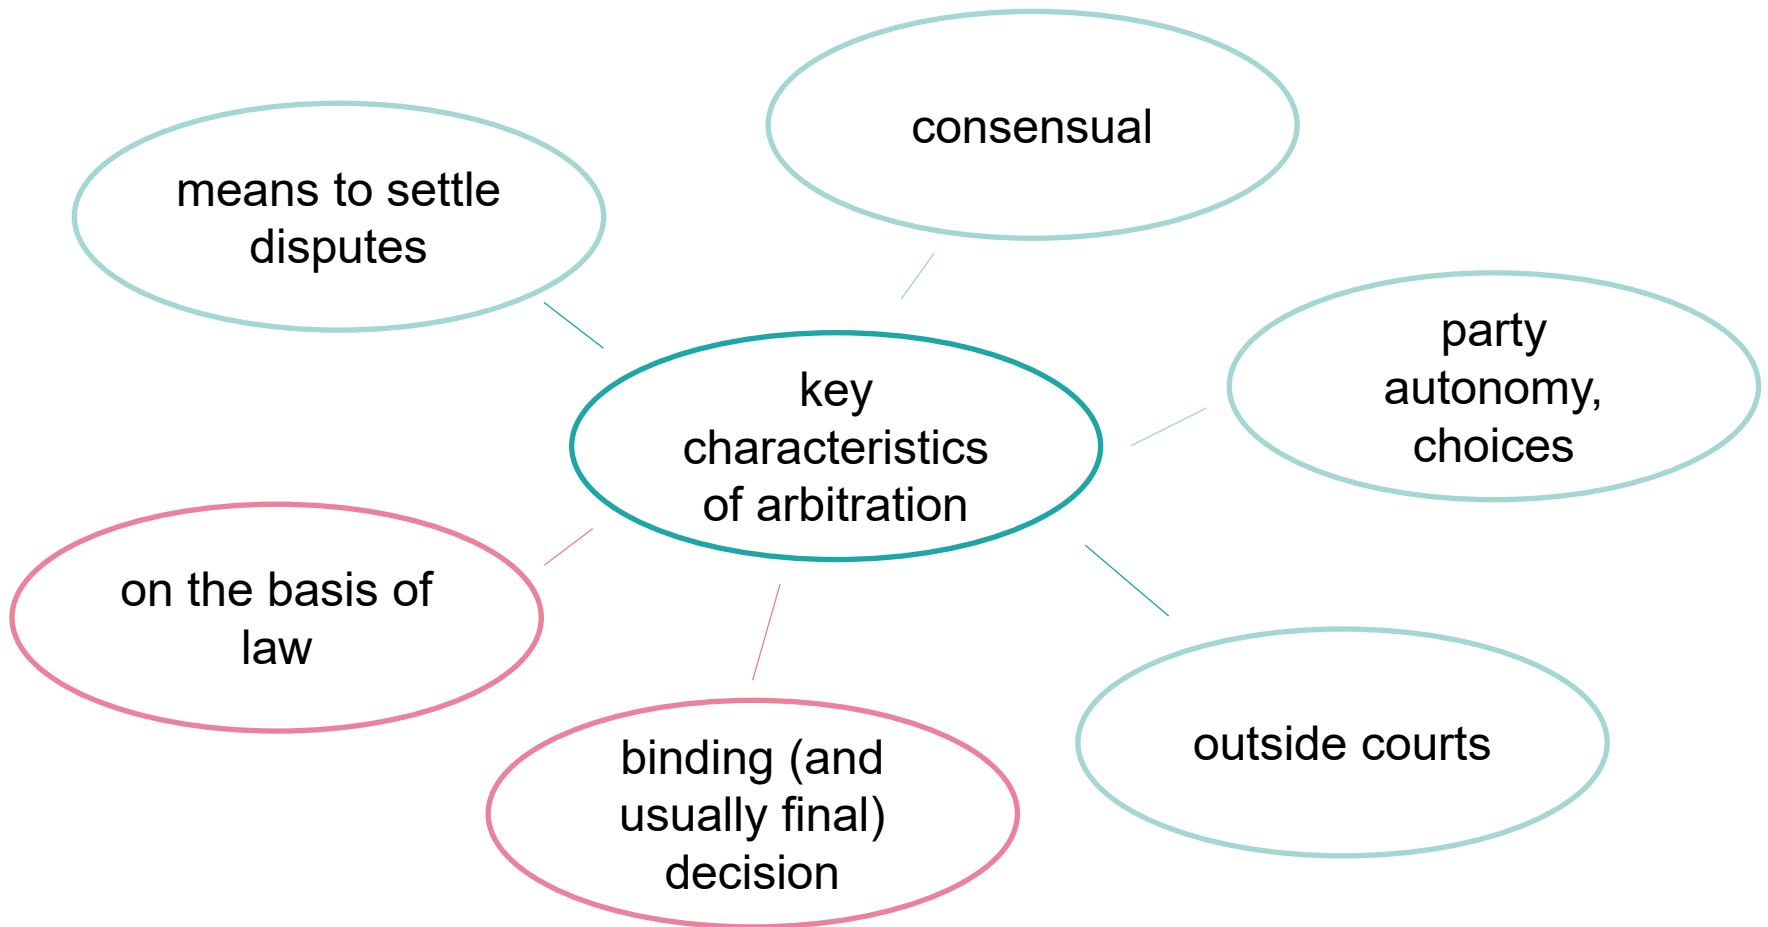 consensual
means to settle
disputes
party
autonomy,
choices
key
characteristics
of arbitration
on the basis of
law
outside courts
binding (and
usually final)
decision